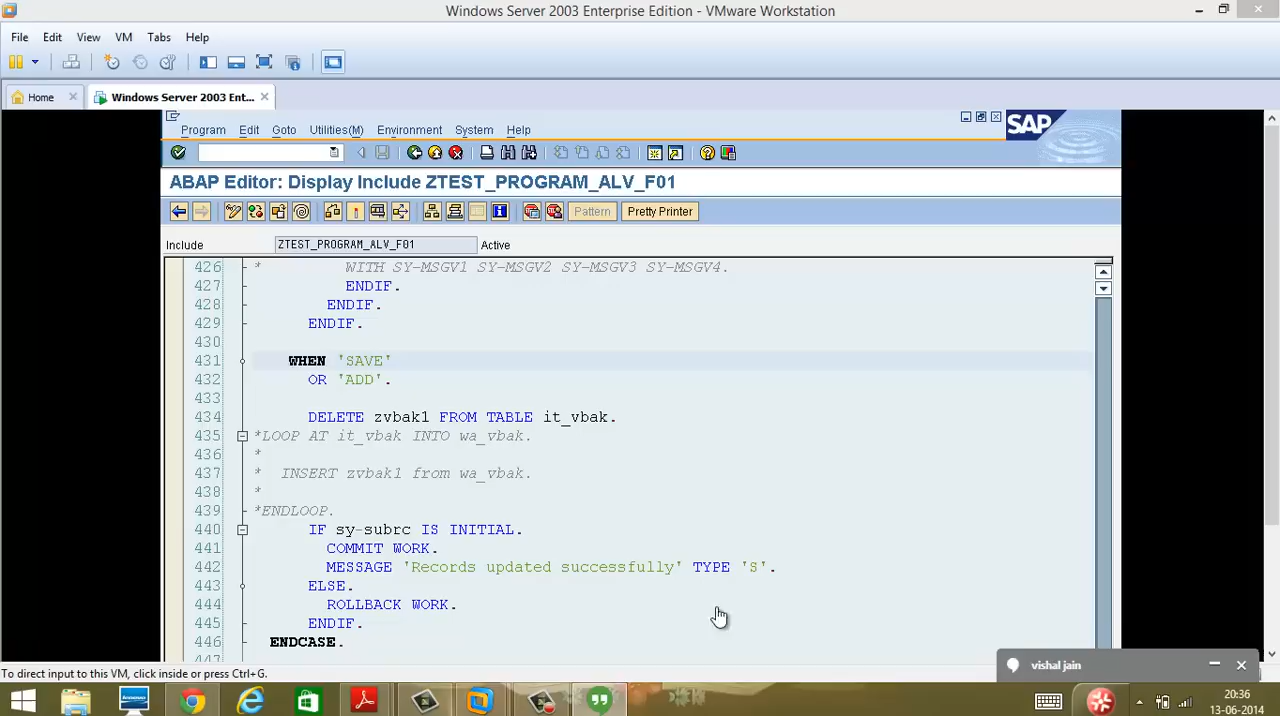 Windows Server 2003 Enterprise Edition - VMware Workstation
File Edit View VM Tabs Help
Home Windows Server 2003 Ent...
Program Edit Goto Utilities(M) Environment System Help
SAP
ABAP Editor: Display Include ZTEST_PROGRAM_ALV_F01
Pattern Pretty Printer
Include ZTEST_PROGRAM_ALV_F01 Active
426 * WITH SY-MSGV1 SY-MSGV2 SY-MSGV3 SY-MSGV4.
427 ENDIF.
428 ENDIF.
429 ENDIF.
430
431 WHEN 'SAVE'
432 OR 'ADD'.
433
434 DELETE zvbak1 FROM TABLE it_vbak.
435 *LOOP AT it_vbak INTO wa_vbak.
436 *
437 * INSERT zvbak1 from wa_vbak.
438 *
439 *ENDLOOP.
440 IF sy-subrc IS INITIAL.
441 COMMIT WORK.
442 MESSAGE 'Records updated successfully' TYPE 'S'.
443 ELSE.
444 ROLLBACK WORK.
445 ENDIF.
446 ENDCASE.
447
To direct input to this VM, click inside or press Ctrl+G.
vishal jain
20:36
13-06-2014